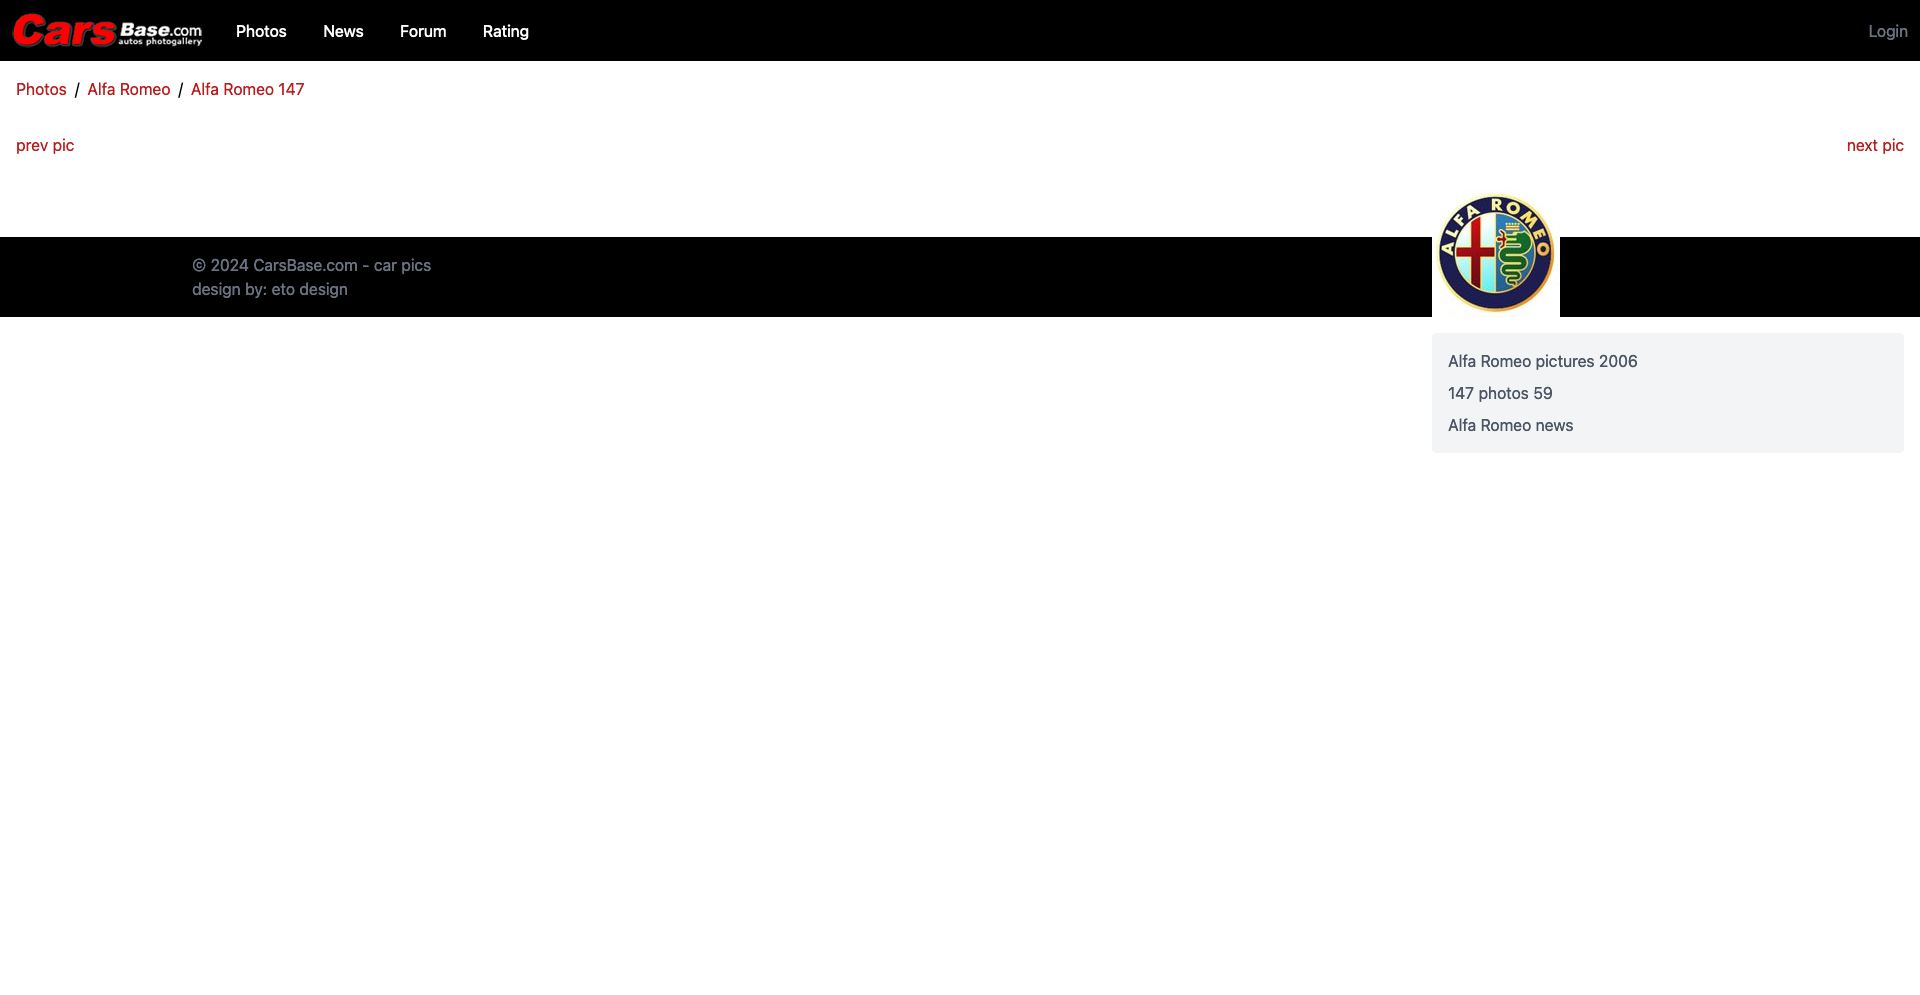 Cars Base.com
autos photogallery
Photos News Forum Rating Login
Photos / Alfa Romeo / Alfa Romeo 147
prev pic next pic
ALFA ROMEO
© 2024 CarsBase.com - car pics
design by: eto design
Alfa Romeo pictures 2006
147 photos 59
Alfa Romeo news